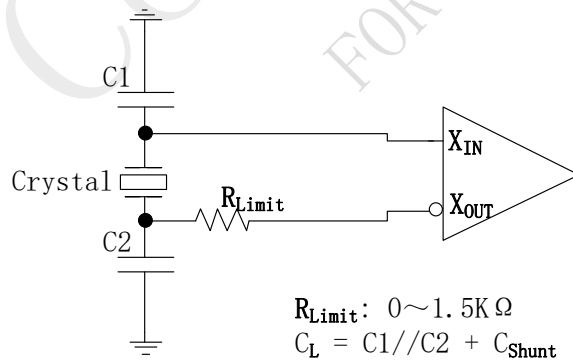 C1
X_IN
Crystal
R_Limit
X_OUT
C2
R_Limit: 0～1.5KΩ
C_L = C1//C2 + C_Shunt